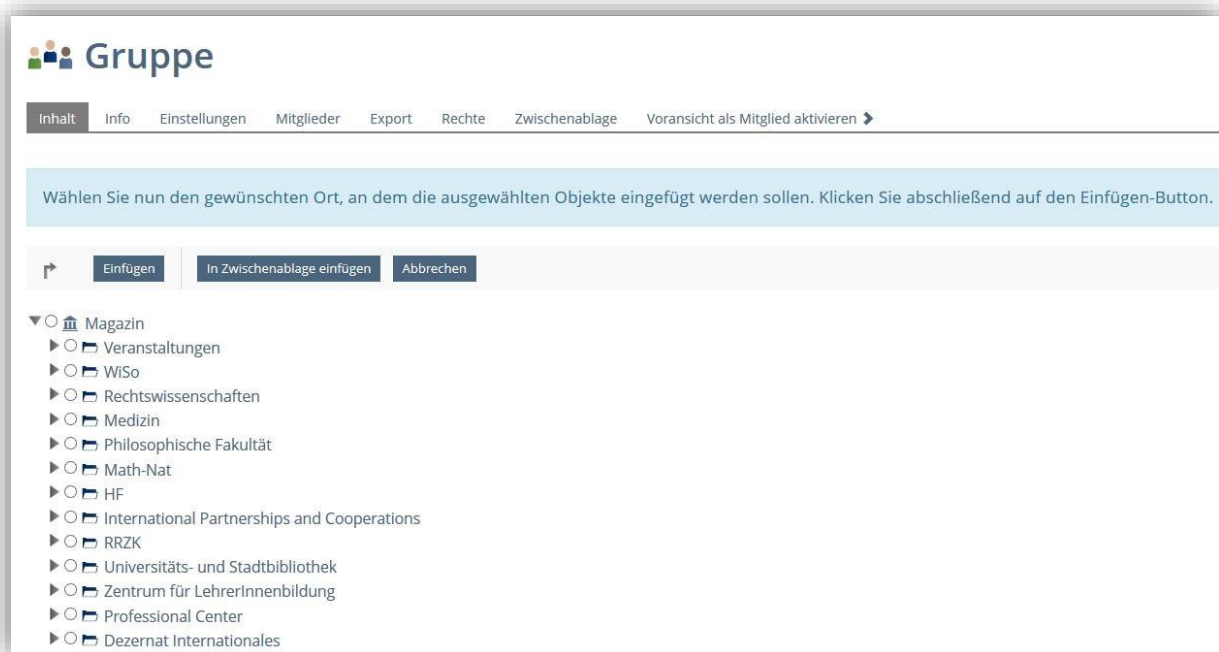 Gruppe
Inhalt Info Einstellungen Mitglieder Export Rechte Zwischenablage Voransicht als Mitglied aktivieren
Wählen Sie nun den gewünschten Ort, an dem die ausgewählten Objekte eingefügt werden sollen. Klicken Sie abschließend auf den Einfügen-Button.
Einfügen In Zwischenablage einfügen Abbrechen
Magazin
Veranstaltungen
WiSo
Rechtswissenschaften
Medizin
Philosophische Fakultät
Math-Nat
HF
International Partnerships and Cooperations
RRZK
Universitäts- und Stadtbibliothek
Zentrum für LehrerInnenbildung
Professional Center
Dezernat Internationales